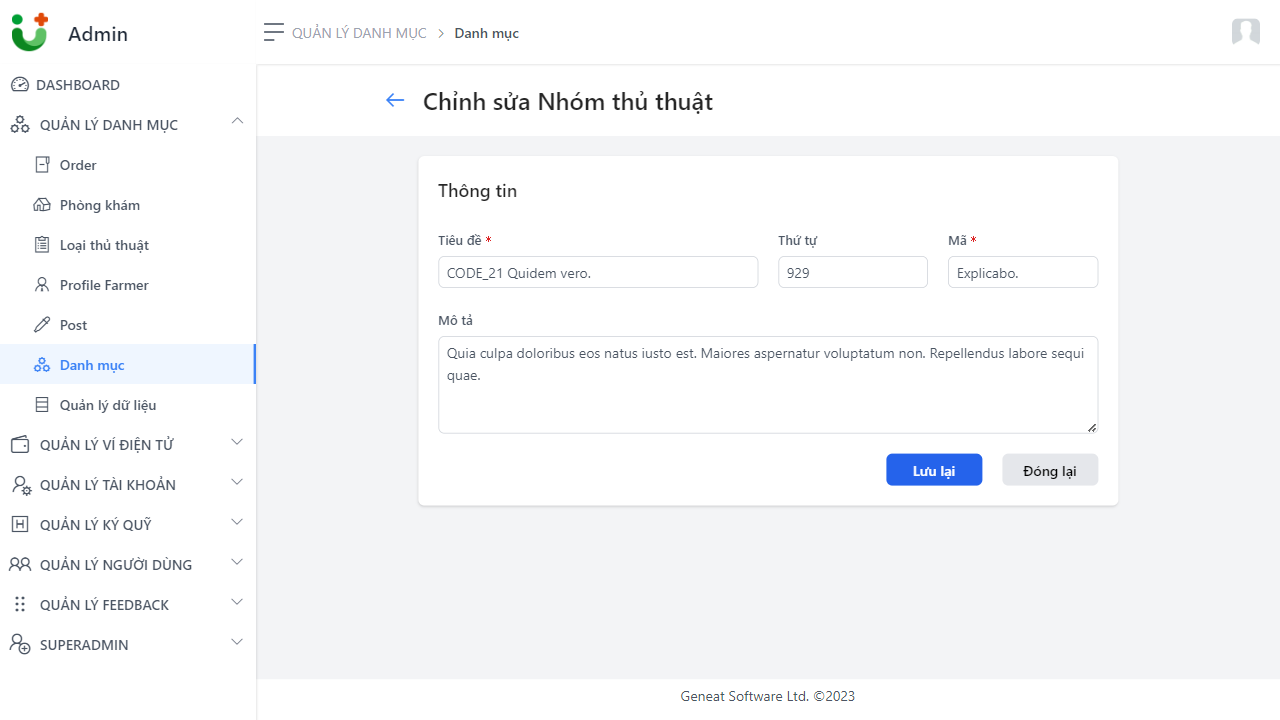 Admin
QUẢN LÝ DANH MỤC > Danh mục
DASHBOARD
QUẢN LÝ DANH MỤC
Order
Phòng khám
Loại thủ thuật
Profile Farmer
Post
Danh mục
Quản lý dữ liệu
QUẢN LÝ VÍ ĐIỆN TỬ
QUẢN LÝ TÀI KHOẢN
QUẢN LÝ KÝ QUỸ
QUẢN LÝ NGƯỜI DÙNG
QUẢN LÝ FEEDBACK
SUPERADMIN
Chỉnh sửa Nhóm thủ thuật
Thông tin
Tiêu đề * Thứ tự Mã *
CODE_21 Quidem vero. 929 Explicabo.
Mô tả
Quia culpa doloribus eos natus iusto est. Maiores aspernatur voluptatum non. Repellendus labore sequi
quae.
Lưu lại Đóng lại
Geneat Software Ltd. ©2023